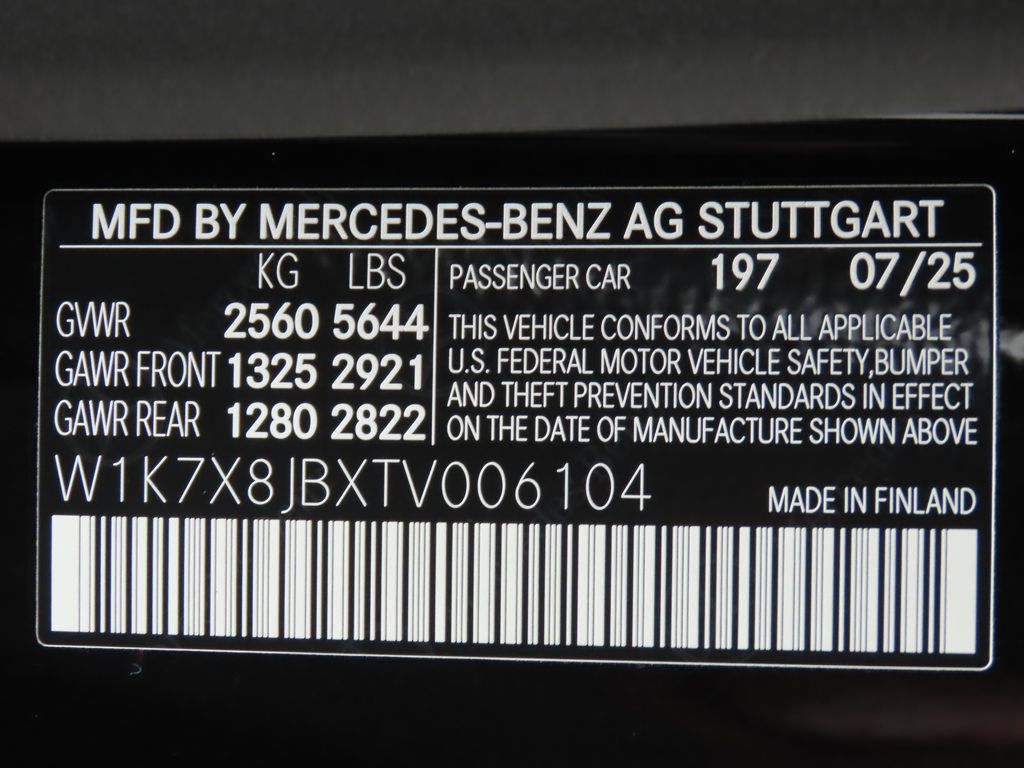 MFD BY MERCEDES-BENZ AG STUTTGART
KG LBS
GVWR 2560 5644
GAWR FRONT 1325 2921
GAWR REAR 1280 2822
PASSENGER CAR 197 07/25
THIS VEHICLE CONFORMS TO ALL APPLICABLE
U.S. FEDERAL MOTOR VEHICLE SAFETY,BUMPER
AND THEFT PREVENTION STANDARDS IN EFFECT
ON THE DATE OF MANUFACTURE SHOWN ABOVE
W1K7X8JBXTV006104
MADE IN FINLAND